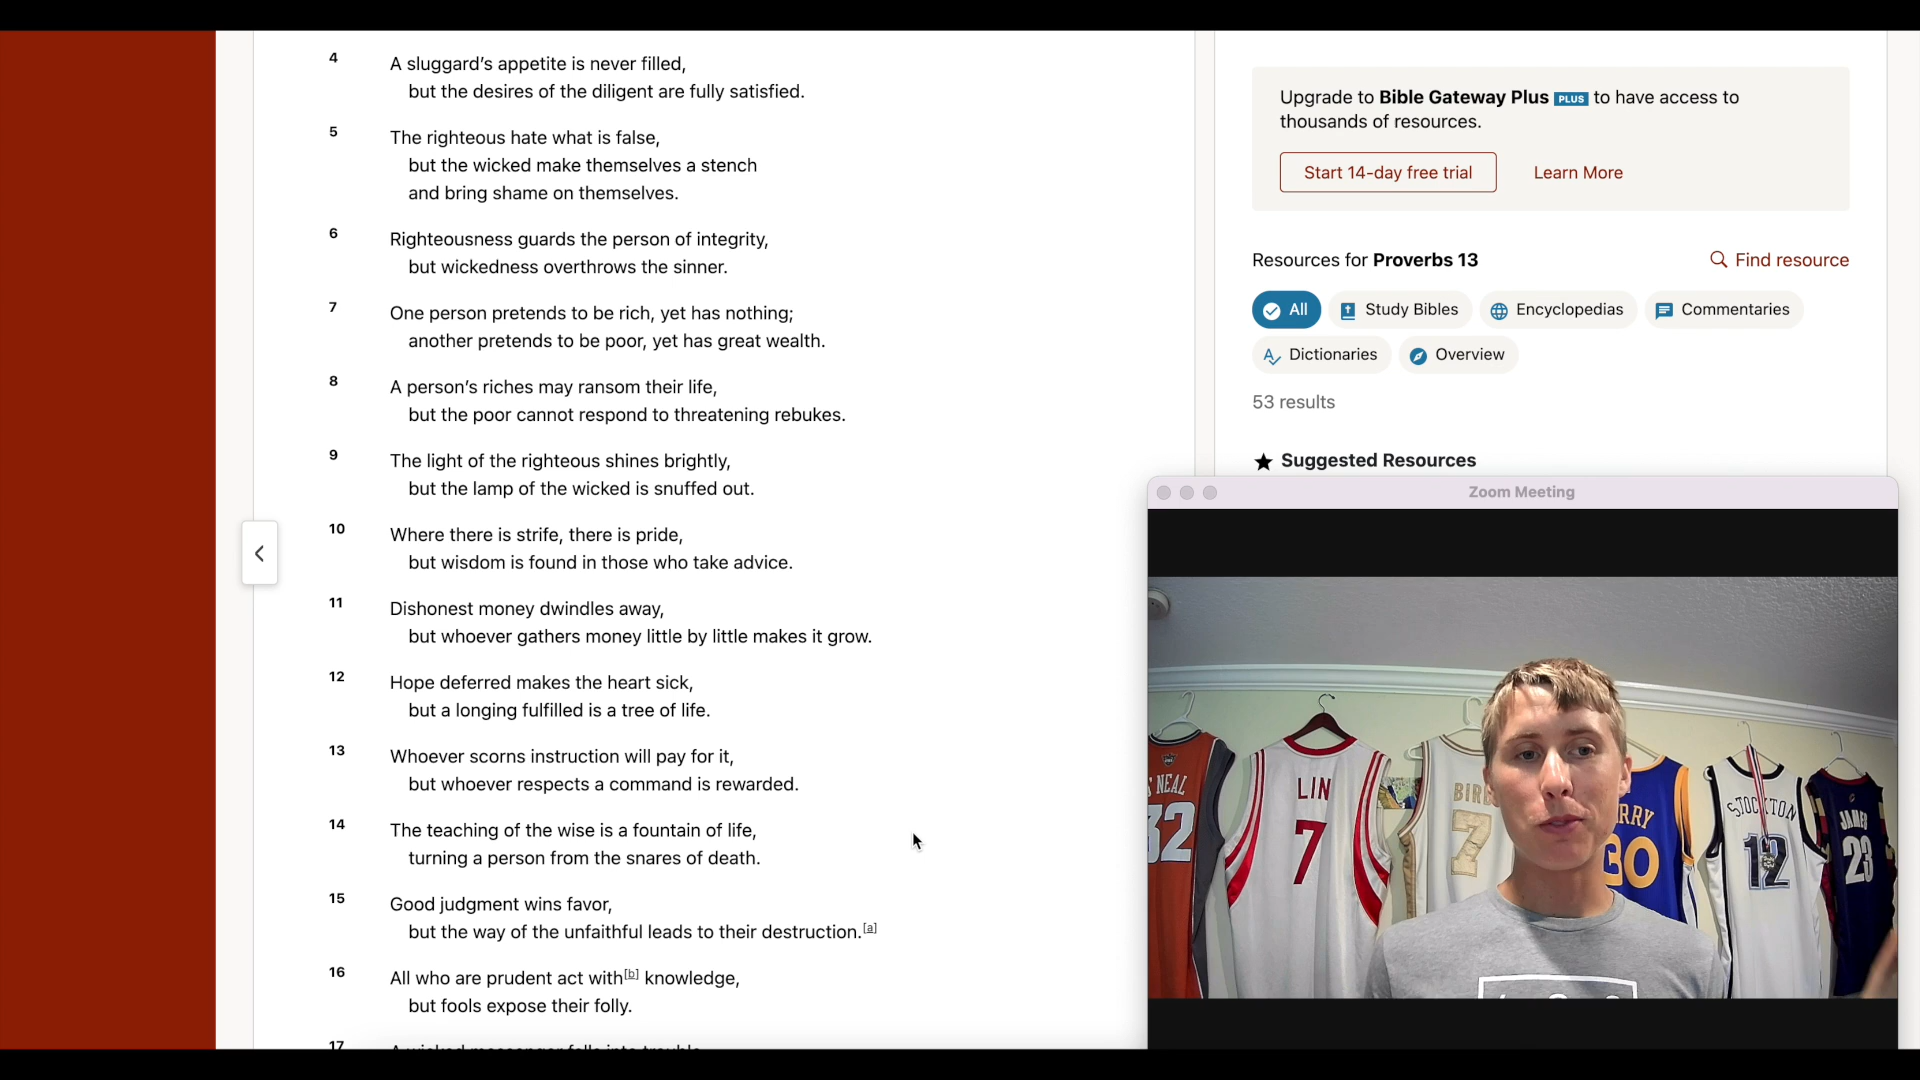 4 A sluggard’s appetite is never filled,
but the desires of the diligent are fully satisfied.
5 The righteous hate what is false,
but the wicked make themselves a stench
and bring shame on themselves.
6 Righteousness guards the person of integrity,
but wickedness overthrows the sinner.
7 One person pretends to be rich, yet has nothing;
another pretends to be poor, yet has great wealth.
8 A person’s riches may ransom their life,
but the poor cannot respond to threatening rebukes.
9 The light of the righteous shines brightly,
but the lamp of the wicked is snuffed out.
10 Where there is strife, there is pride,
but wisdom is found in those who take advice.
11 Dishonest money dwindles away,
but whoever gathers money little by little makes it grow.
12 Hope deferred makes the heart sick,
but a longing fulfilled is a tree of life.
13 Whoever scorns instruction will pay for it,
but whoever respects a command is rewarded.
14 The teaching of the wise is a fountain of life,
turning a person from the snares of death.
15 Good judgment wins favor,
but the way of the unfaithful leads to their destruction.[a]
16 All who are prudent act with[b] knowledge,
but fools expose their folly.
17 A wicked messenger falls into trouble
Upgrade to Bible Gateway Plus PLUS to have access to
thousands of resources.
Start 14-day free trial Learn More
Resources for Proverbs 13 Find resource
All Study Bibles Encyclopedias Commentaries
Dictionaries Overview
53 results
Suggested Resources
Zoom Meeting
'NEAL
32
LIN
7
BIR
7
RRY
30
STOCKTON
12
JAMES
23